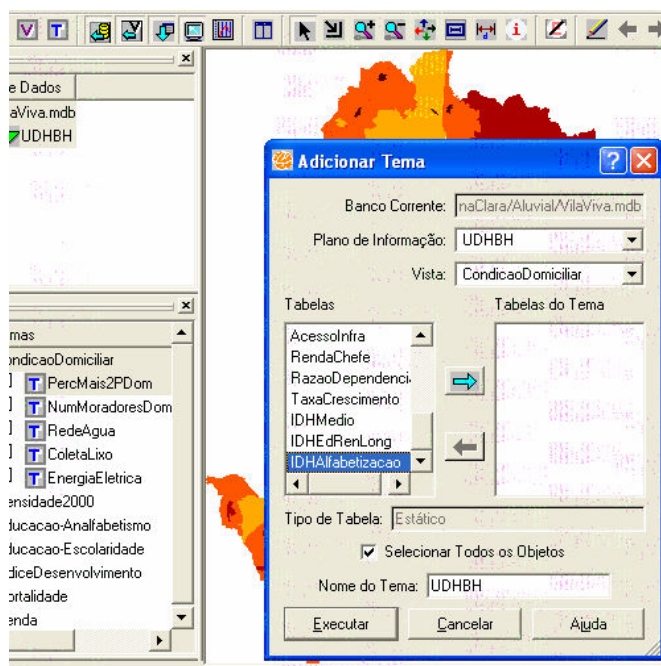 V T
e Dados
aViva.mdb
UDHBH
mas
ondicaoDomiciliar
PercMais2PDom
NumMoradoresDom
RedeAgua
ColetaLixo
EnergiaEletrica
ensidade2000
ducacao-Analfabetismo
ducacao-Escolaridade
diceDesenvolvimento
ortalidade
enda
Adicionar Tema
Banco Corrente: naClara/Aluvial/VilaViva.mdb
Plano de Informação: UDHBH
Vista: CondicaoDomiciliar
Tabelas
Tabelas do Tema
AcessoInfra
RendaChefe
RazaoDependenci
TaxaCrescimento
IDHMedio
IDHEdRenLong
IDHAlfabetizacao
Tipo de Tabela: Estático
Selecionar Todos os Objetos
Nome do Tema: UDHBH
Executar Cancelar Ajuda